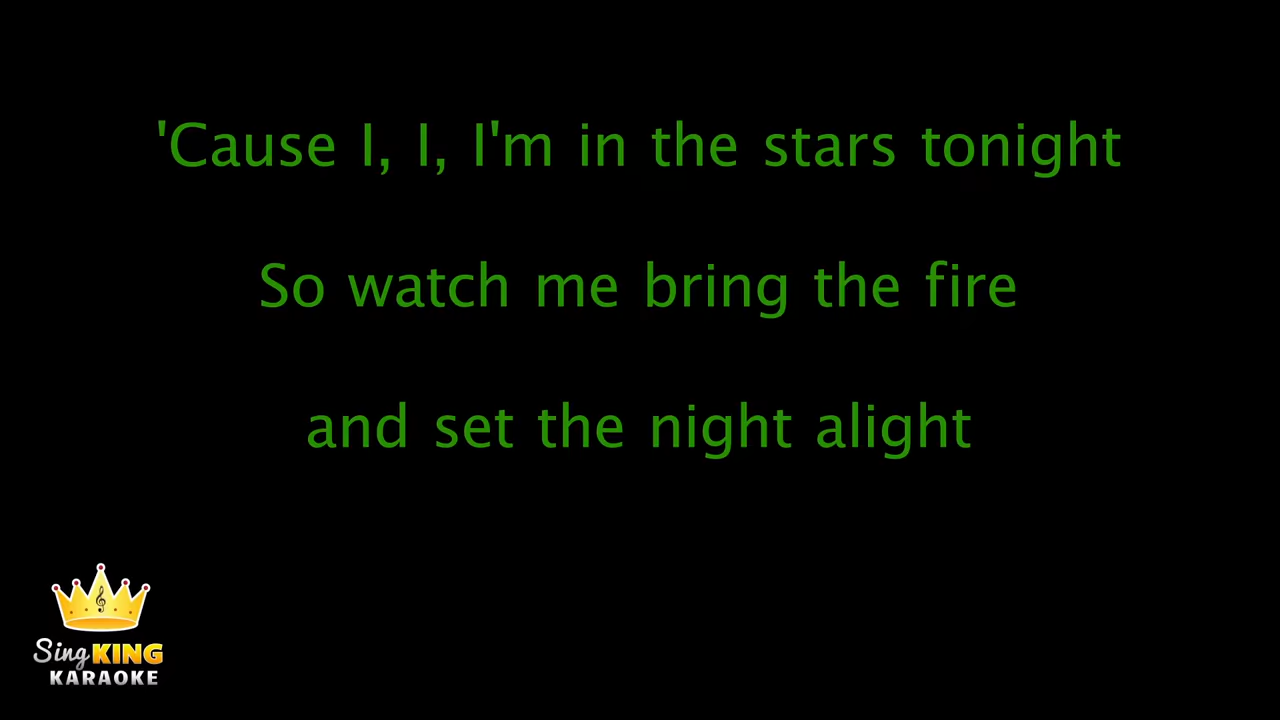 'Cause I, I, I'm in the stars tonight
So watch me bring the fire
and set the night alight
Sing KING
KARAOKE